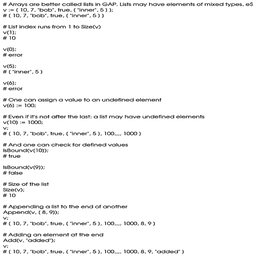 # Arrays are better called lists in GAP. Lists may have elements of mixed types, e$
v := ( 10, 7, "bob", true, ( "inner", 5 ) );
# ( 10, 7, "bob", true, ( "inner", 5 ) )
# List index runs from 1 to Size(v)
v(1);
# 10
v(0);
# error
v(5);
# ( "inner", 5 )
v(6);
# error
# One can assign a value to an undefined element
v(6) := 100;
# Even if it's not after the last: a list may have undefined elements
v(10) := 1000;
v;
# ( 10, 7, "bob", true, ( "inner", 5 ), 100,,,, 1000 )
# And one can check for defined values
IsBound(v(10));
# true
IsBound(v(9));
# false
# Size of the list
Size(v);
# 10
# Appending a list to the end of another
Append(v, ( 8, 9));
v;
# ( 10, 7, "bob", true, ( "inner", 5 ), 100,,,, 1000, 8, 9 )
# Adding an element at the end
Add(v, "added");
v;
# ( 10, 7, "bob", true, ( "inner", 5 ), 100,,,, 1000, 8, 9, "added" )